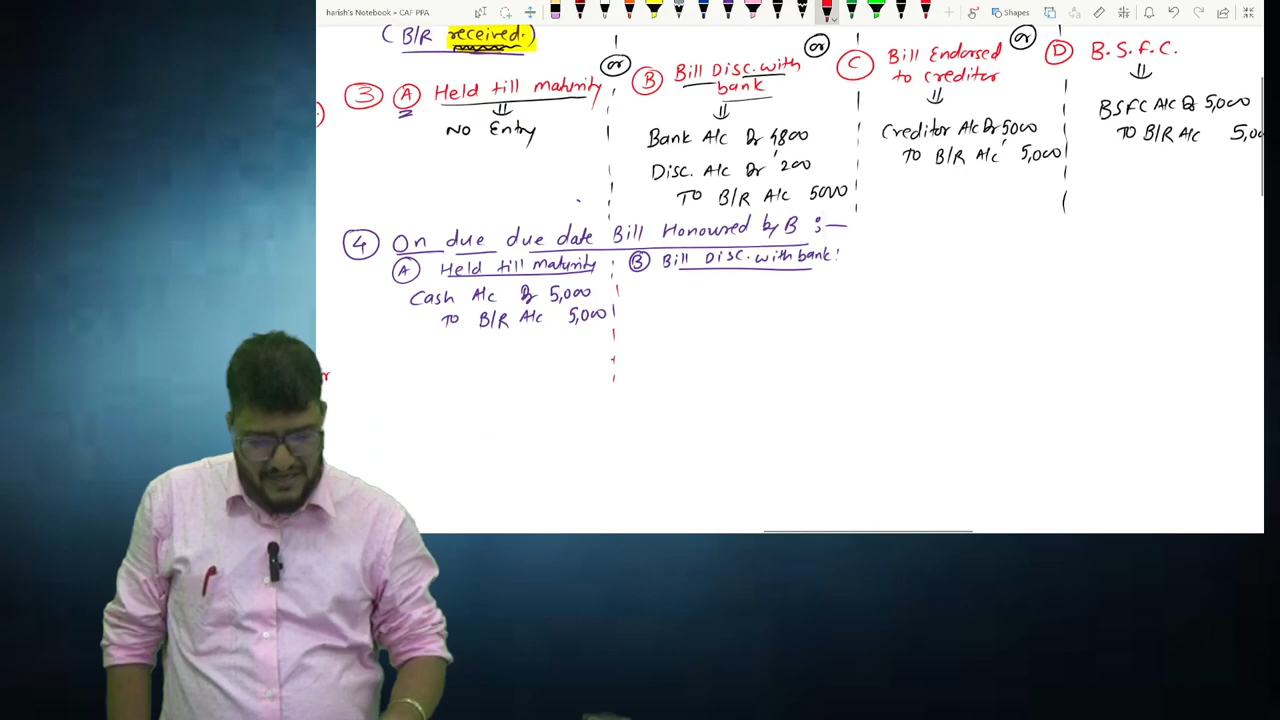 harish's Notebook > CAF PPA
Shapes
(B/R received.)
3 A Held till maturity
No Entry
or
B Bill Disc. with bank
Bank A/c Dr 4800
Disc. A/c Dr 200
TO B/R A/c 5000
or
C Bill Endorsed to creditor
Creditor A/c Dr 5000
TO B/R A/c 5,000
or
D B.S.F.C.
BSFC A/c Dr 5,000
TO B/R A/c 5,00
4 On due due date Bill Honoured by B :—
A Held till maturity
Cash A/c Dr 5,000
TO B/R A/c 5,000
B Bill Disc. with bank: